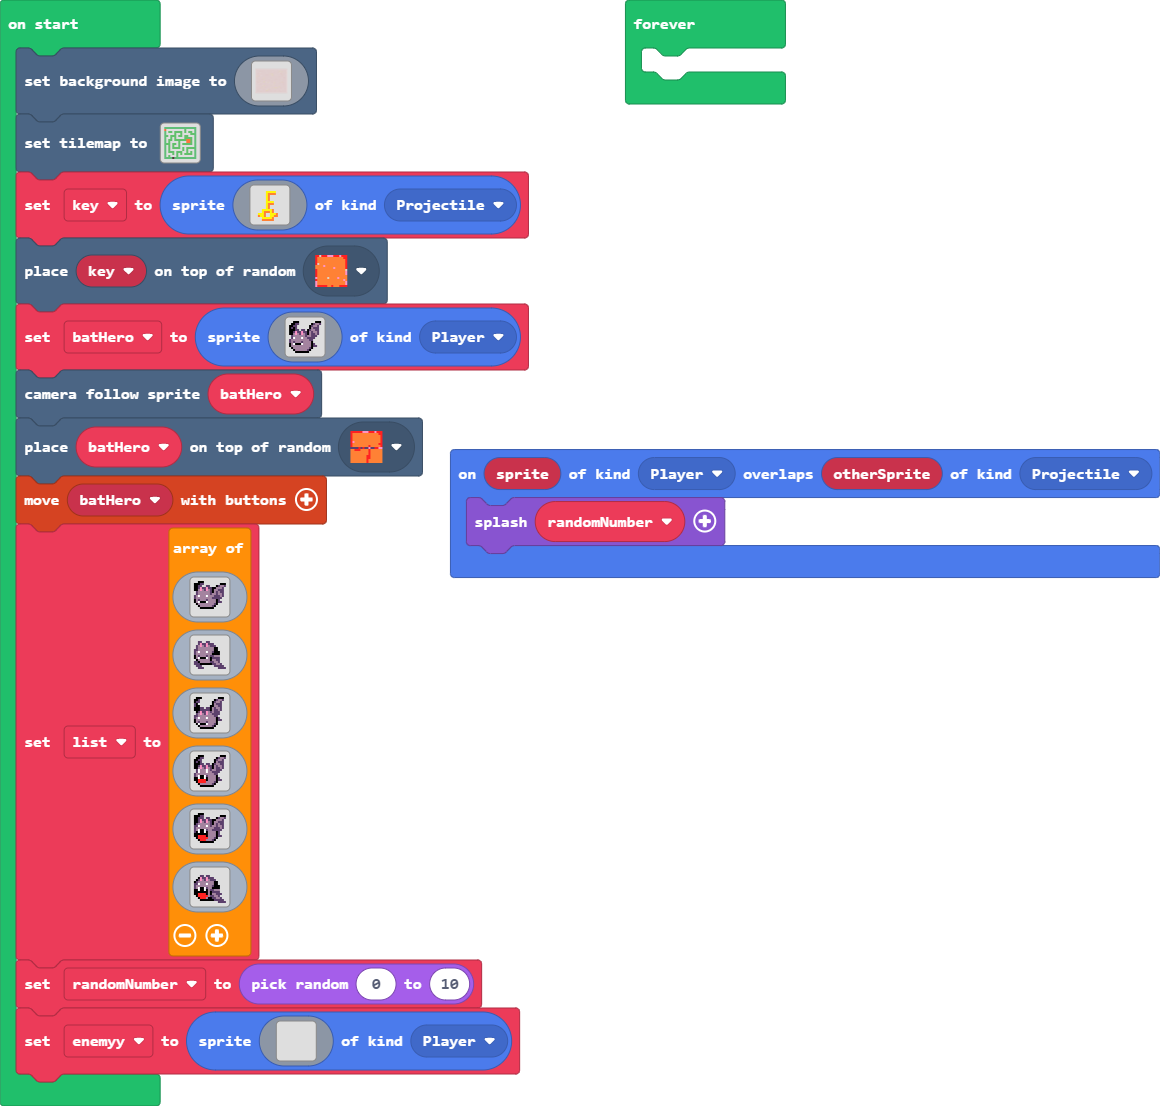 on start
set background image to
set tilemap to
set key to sprite of kind Projectile
place key on top of random
set batHero to sprite of kind Player
camera follow sprite batHero
place batHero on top of random
move batHero with buttons
set list to
array of
set randomNumber to pick random 0 to 10
set enemyy to sprite of kind Player
forever
on sprite of kind Player overlaps otherSprite of kind Projectile
splash randomNumber